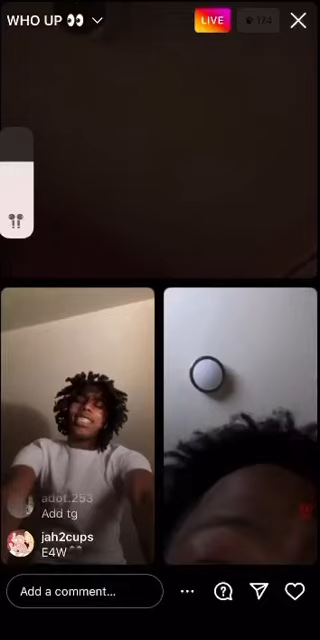 WHO UP 👀
LIVE
174
adot.253
Add tg
jah2cups
E4W
Add a comment...